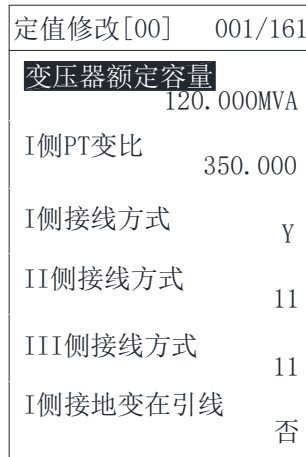 定值修改[00] 001/161
变压器额定容量
120.000MVA
I侧PT变比
350.000
I侧接线方式
Y
II侧接线方式
11
III侧接线方式
11
I侧接地变在引线
否